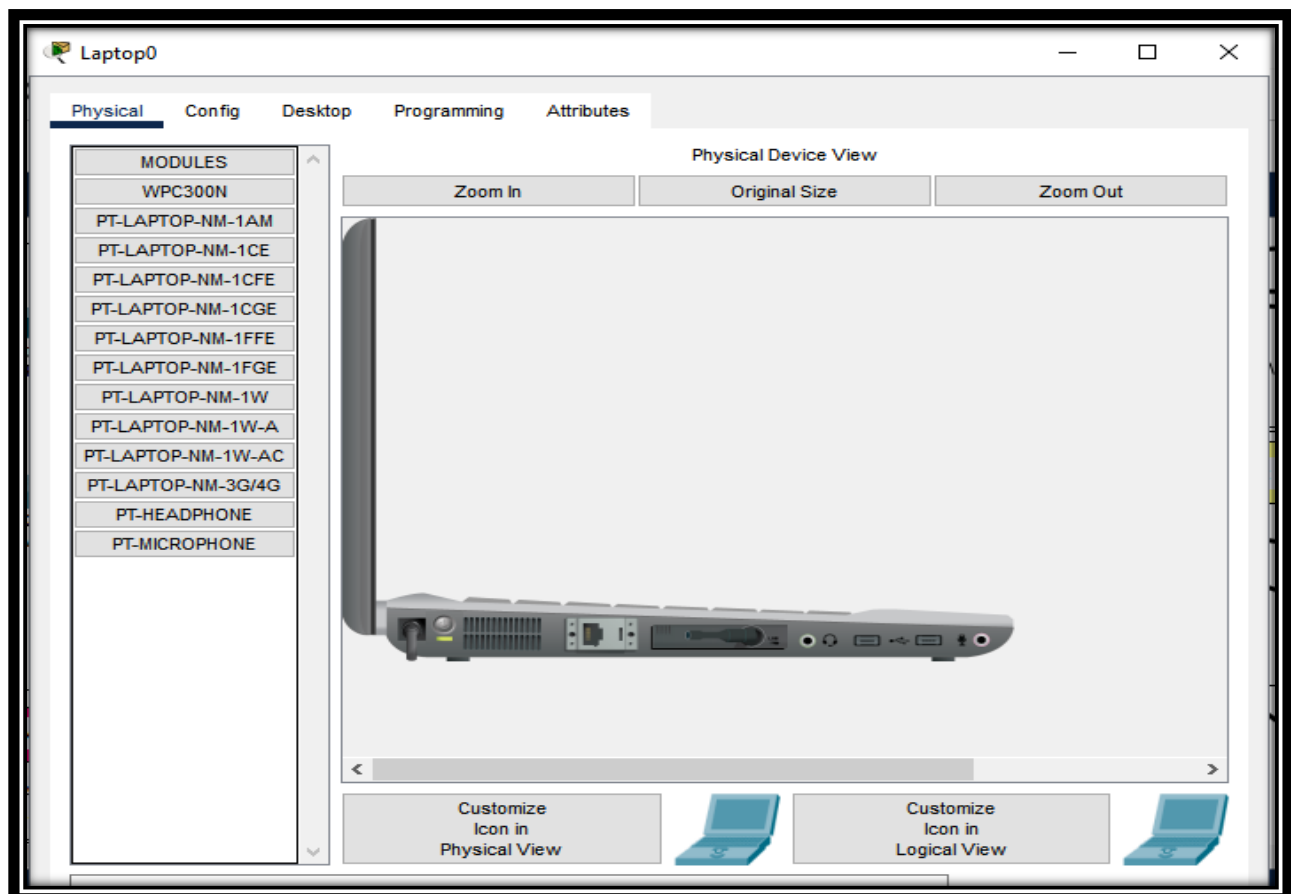 Laptop0
Physical Config Desktop Programming Attributes
MODULES
WPC300N
PT-LAPTOP-NM-1AM
PT-LAPTOP-NM-1CE
PT-LAPTOP-NM-1CFE
PT-LAPTOP-NM-1CGE
PT-LAPTOP-NM-1FFE
PT-LAPTOP-NM-1FGE
PT-LAPTOP-NM-1W
PT-LAPTOP-NM-1W-A
PT-LAPTOP-NM-1W-AC
PT-LAPTOP-NM-3G/4G
PT-HEADPHONE
PT-MICROPHONE
Physical Device View
Zoom In Original Size Zoom Out
Customize
Icon in
Physical View
Customize
Icon in
Logical View